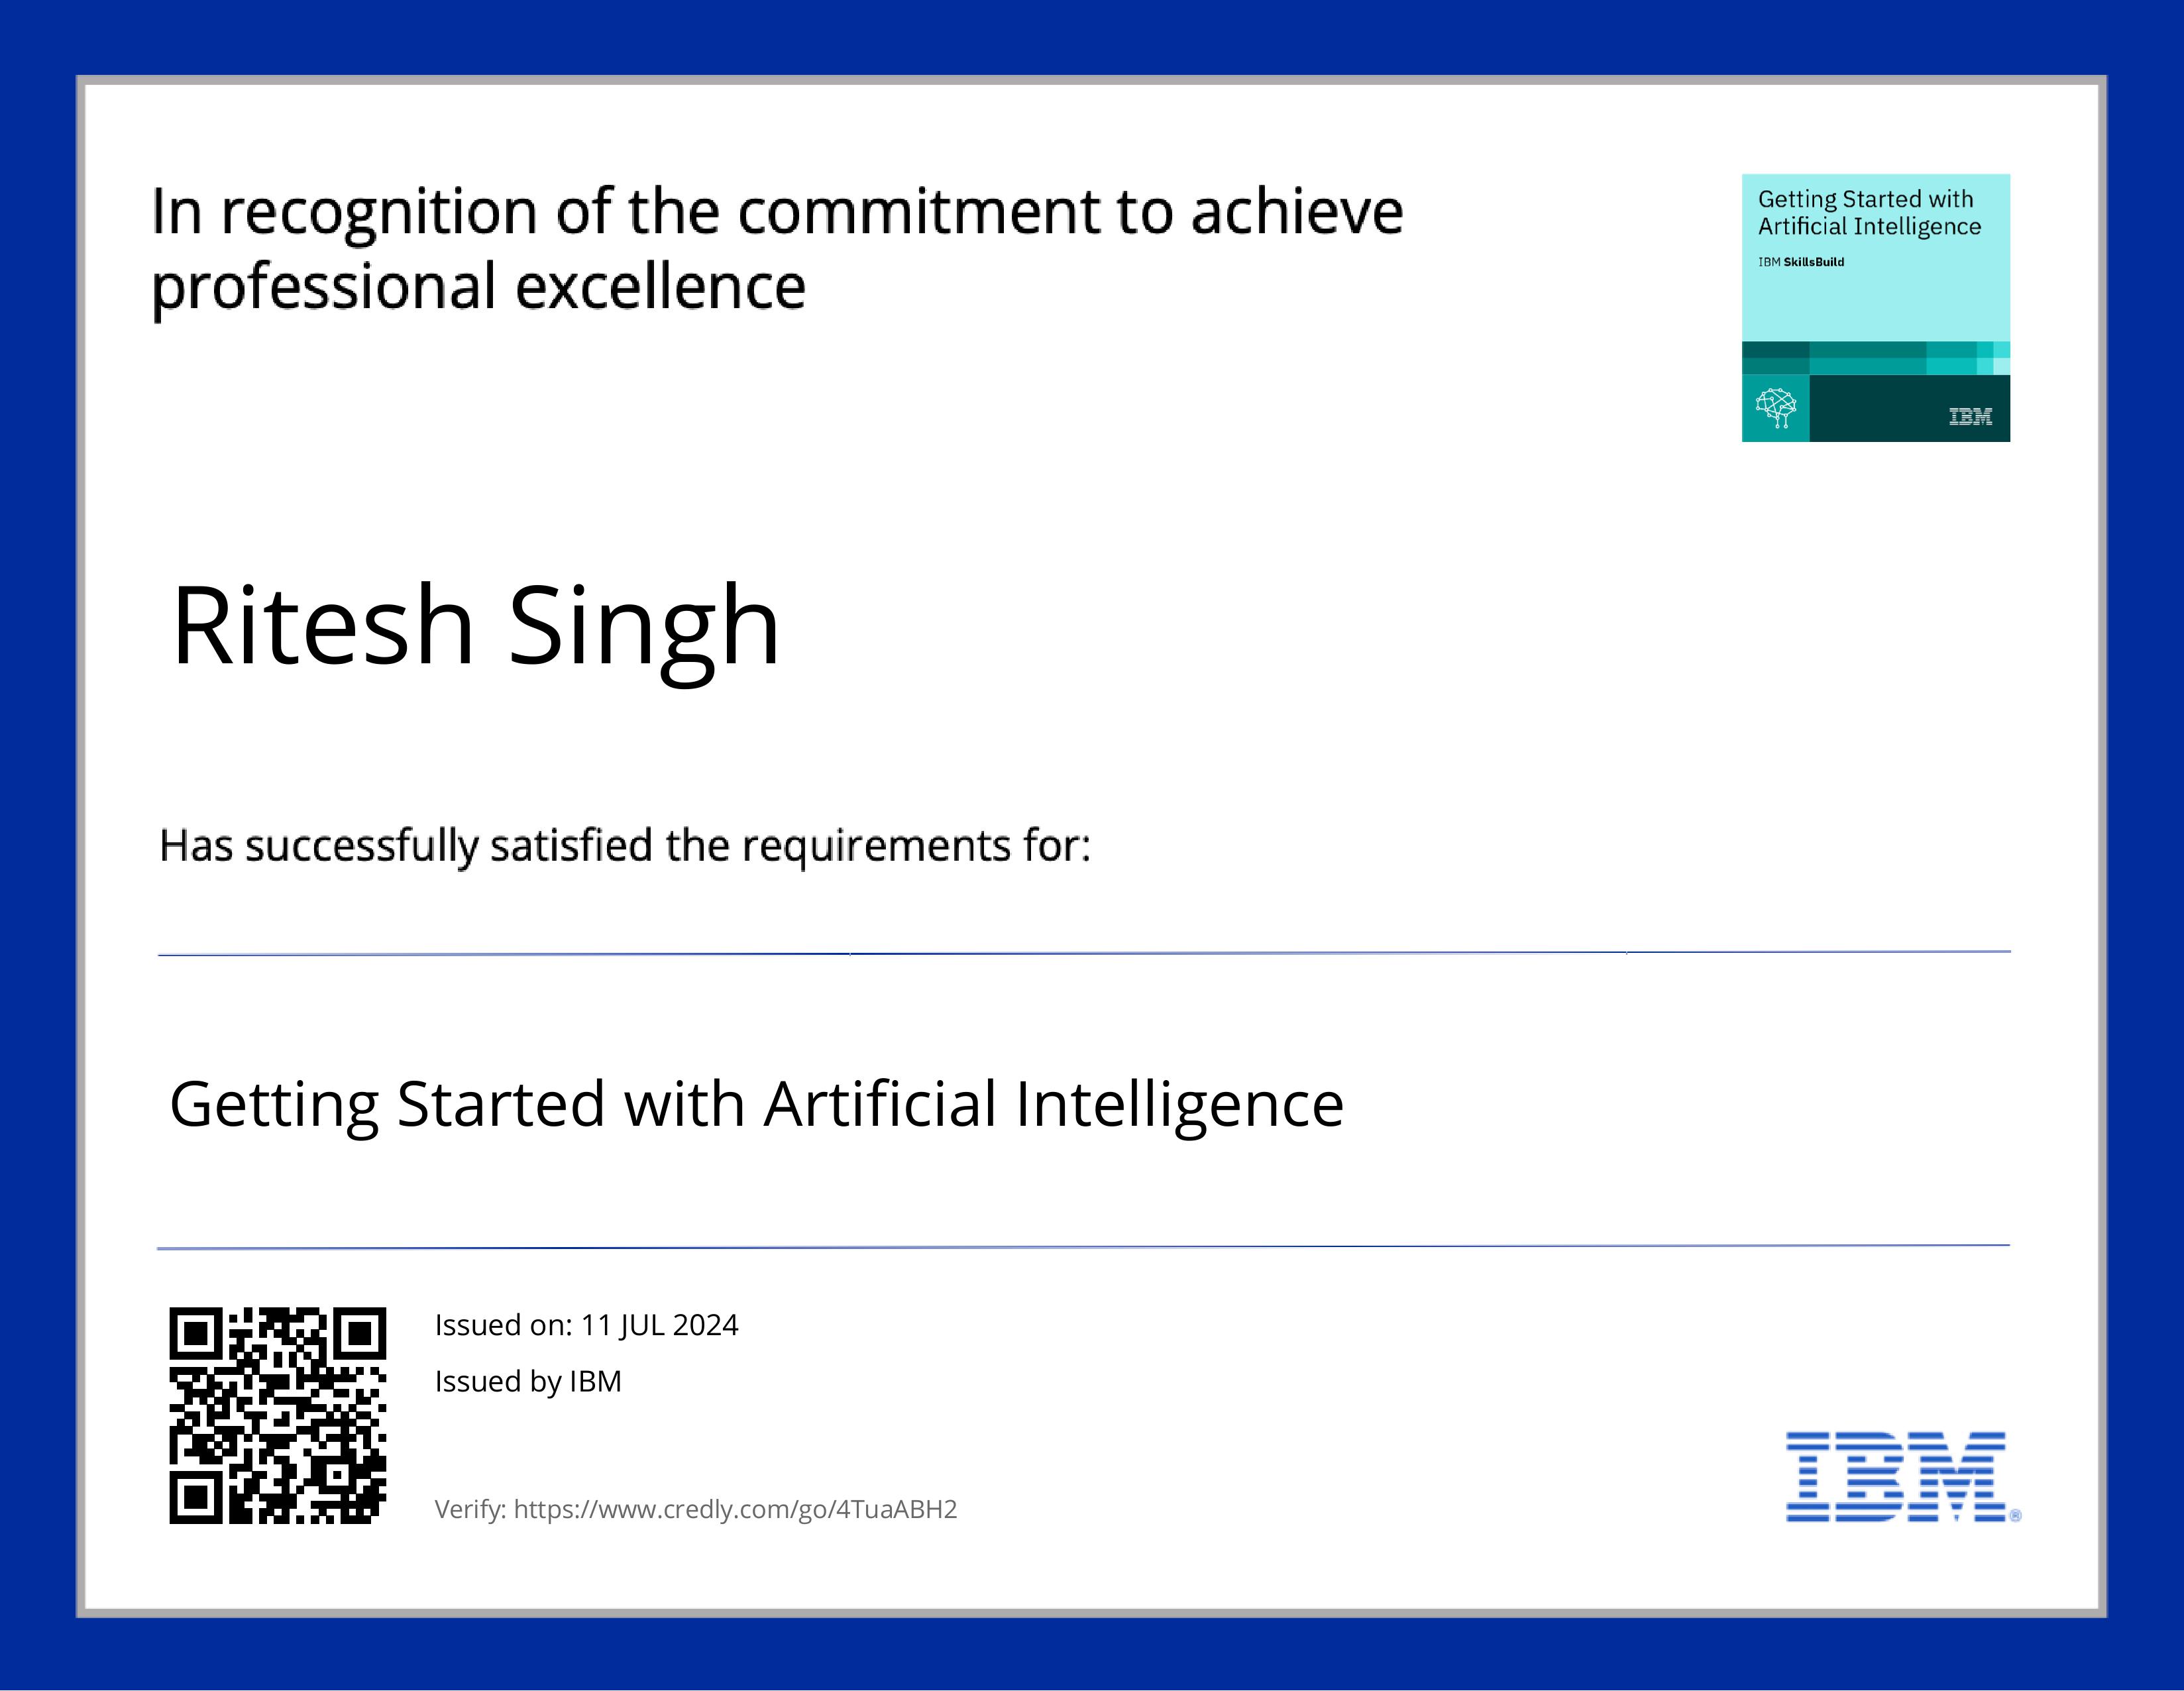 In recognition of the commitment to achieve
professional excellence
Getting Started with
Artificial Intelligence
IBM SkillsBuild
IBM
Ritesh Singh
Has successfully satisfied the requirements for:
Getting Started with Artificial Intelligence
Issued on: 11 JUL 2024
Issued by IBM
Verify: https://www.credly.com/go/4TuaABH2
IBM®